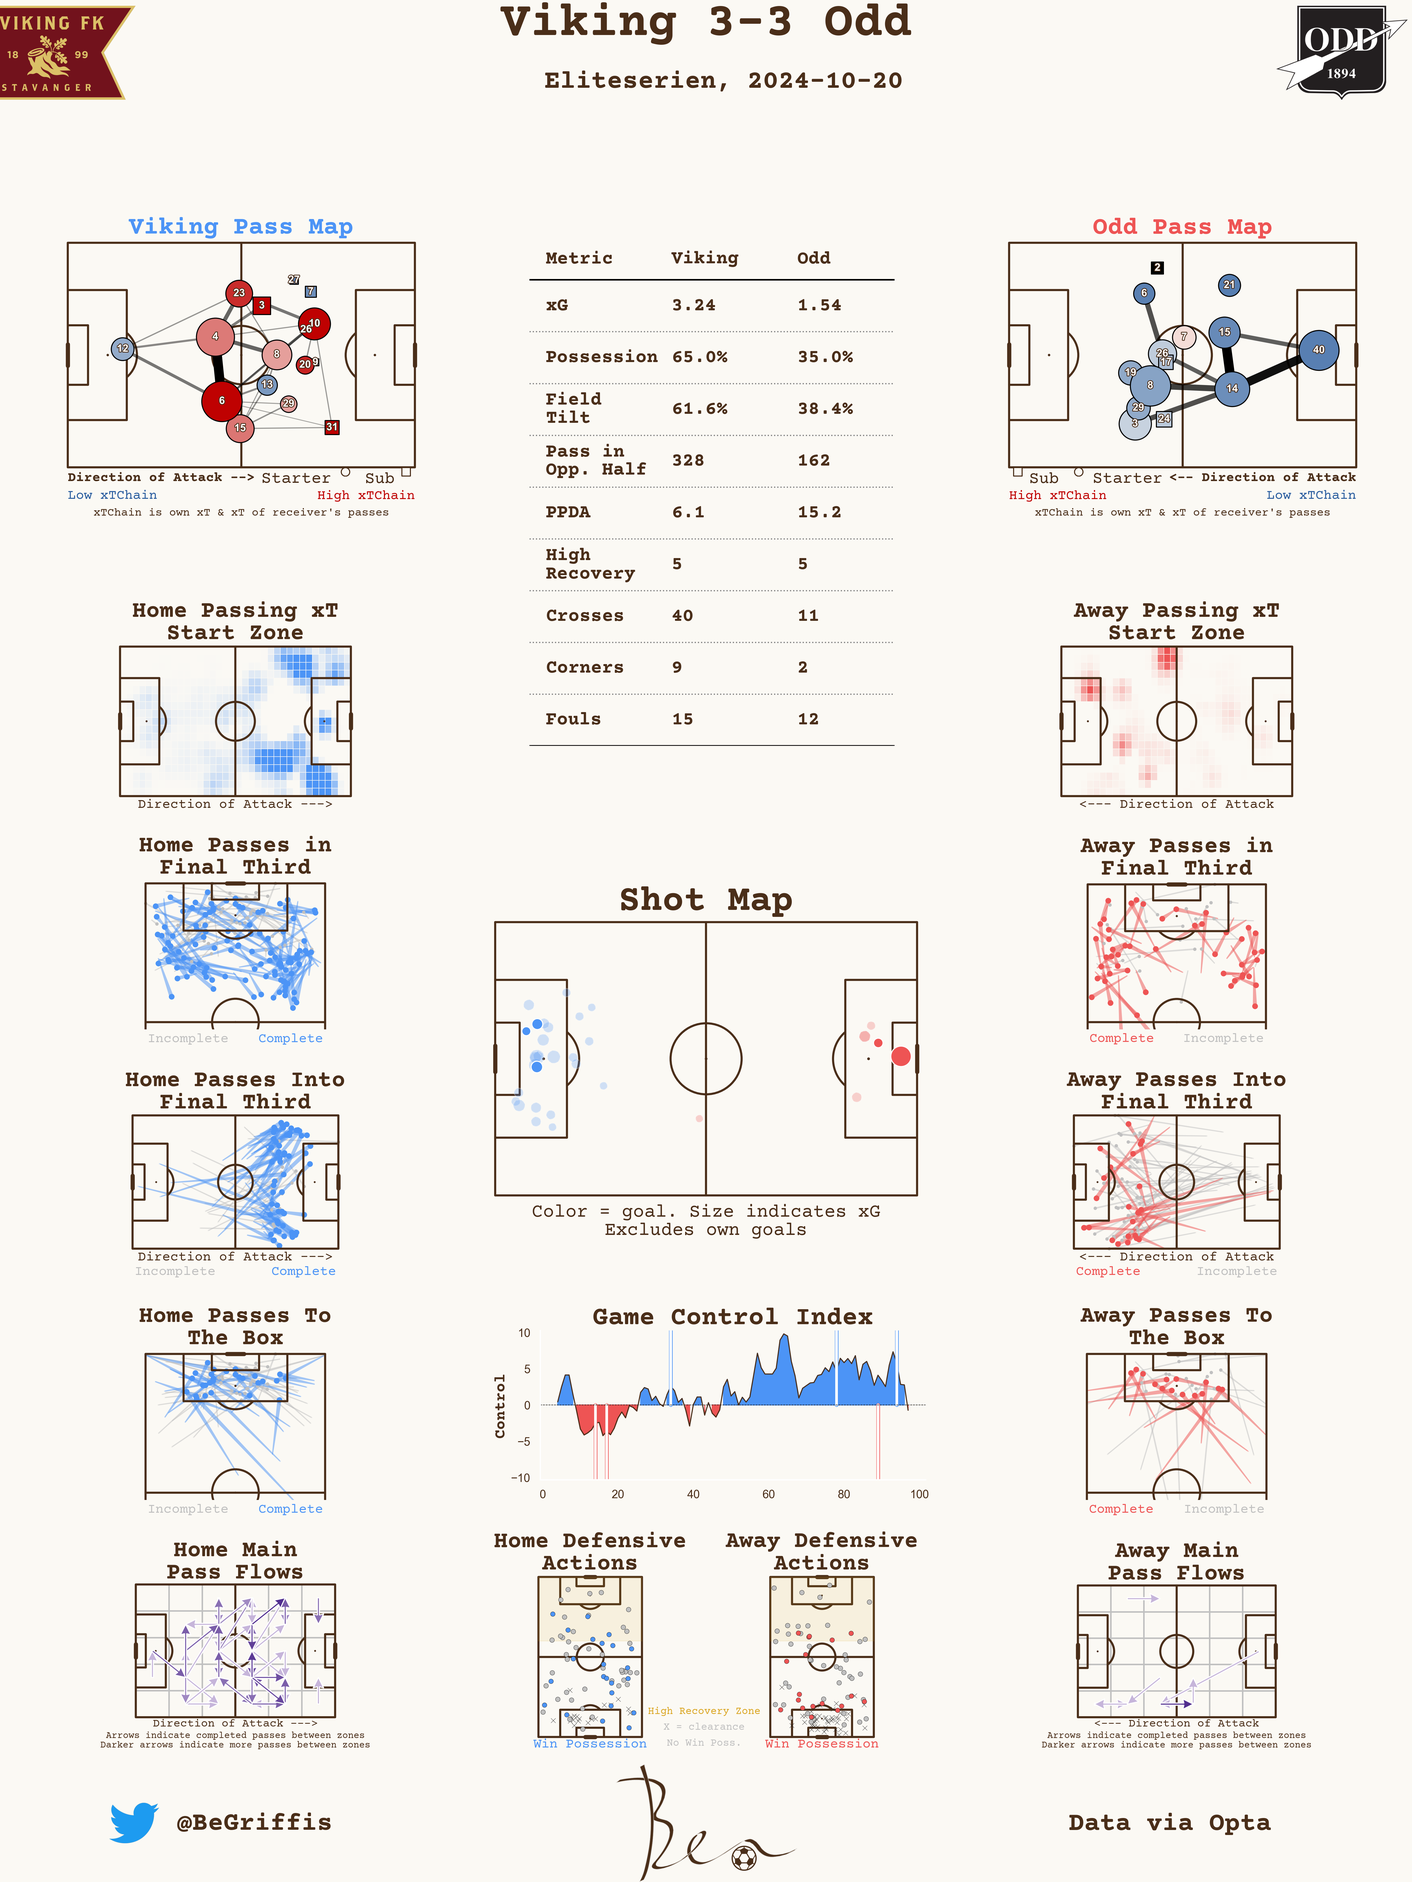 Viking 3-3 Odd
Eliteserien, 2024-10-20
VIKING FK
18 99
STAVANGER
ODD
1894
Viking Pass Map
27
7
23
3
10
26
4
12
8
20
9
13
6
29
15
31
Direction of Attack --> Starter Sub
Low xTChain High xTChain
xTChain is own xT & xT of receiver's passes
Metric Viking Odd
xG 3.24 1.54
Possession 65.0% 35.0%
Field
Tilt 61.6% 38.4%
Pass in
Opp. Half 328 162
PPDA 6.1 15.2
High
Recovery 5 5
Crosses 40 11
Corners 9 2
Fouls 15 12
Odd Pass Map
2
6
21
15
7
26
17
40
19
8
14
29
3
24
Sub Starter <-- Direction of Attack
High xTChain Low xTChain
xTChain is own xT & xT of receiver's passes
Home Passing xT
Start Zone
Direction of Attack --->
Away Passing xT
Start Zone
<--- Direction of Attack
Home Passes in
Final Third
Incomplete Complete
Away Passes in
Final Third
Complete Incomplete
Shot Map
Color = goal. Size indicates xG
Excludes own goals
Home Passes Into
Final Third
Direction of Attack --->
Incomplete Complete
Away Passes Into
Final Third
<--- Direction of Attack
Complete Incomplete
Home Passes To
The Box
Incomplete Complete
Game Control Index
Control
10
5
0
−5
−10
0 20 40 60 80 100
Away Passes To
The Box
Complete Incomplete
Home Main
Pass Flows
Direction of Attack --->
Arrows indicate completed passes between zones
Darker arrows indicate more passes between zones
Home Defensive
Actions
Win Possession
High Recovery Zone
X = clearance
No Win Poss.
Away Defensive
Actions
Win Possession
Away Main
Pass Flows
<--- Direction of Attack
Arrows indicate completed passes between zones
Darker arrows indicate more passes between zones
@BeGriffis
Ben
Data via Opta